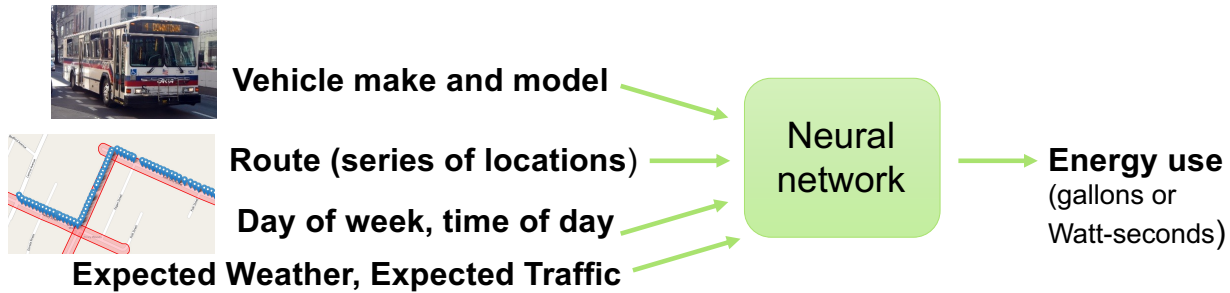 Vehicle make and model
Route (series of locations)
Day of week, time of day
Expected Weather, Expected Traffic
Neural
network
Energy use
(gallons or
Watt-seconds)